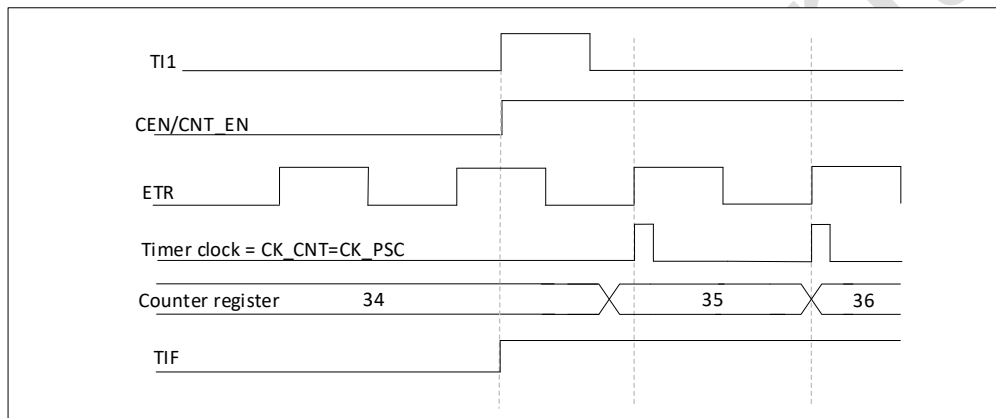 TI1
CEN/CNT_EN
ETR
Timer clock = CK_CNT=CK_PSC
Counter register 34 35 36
TIF